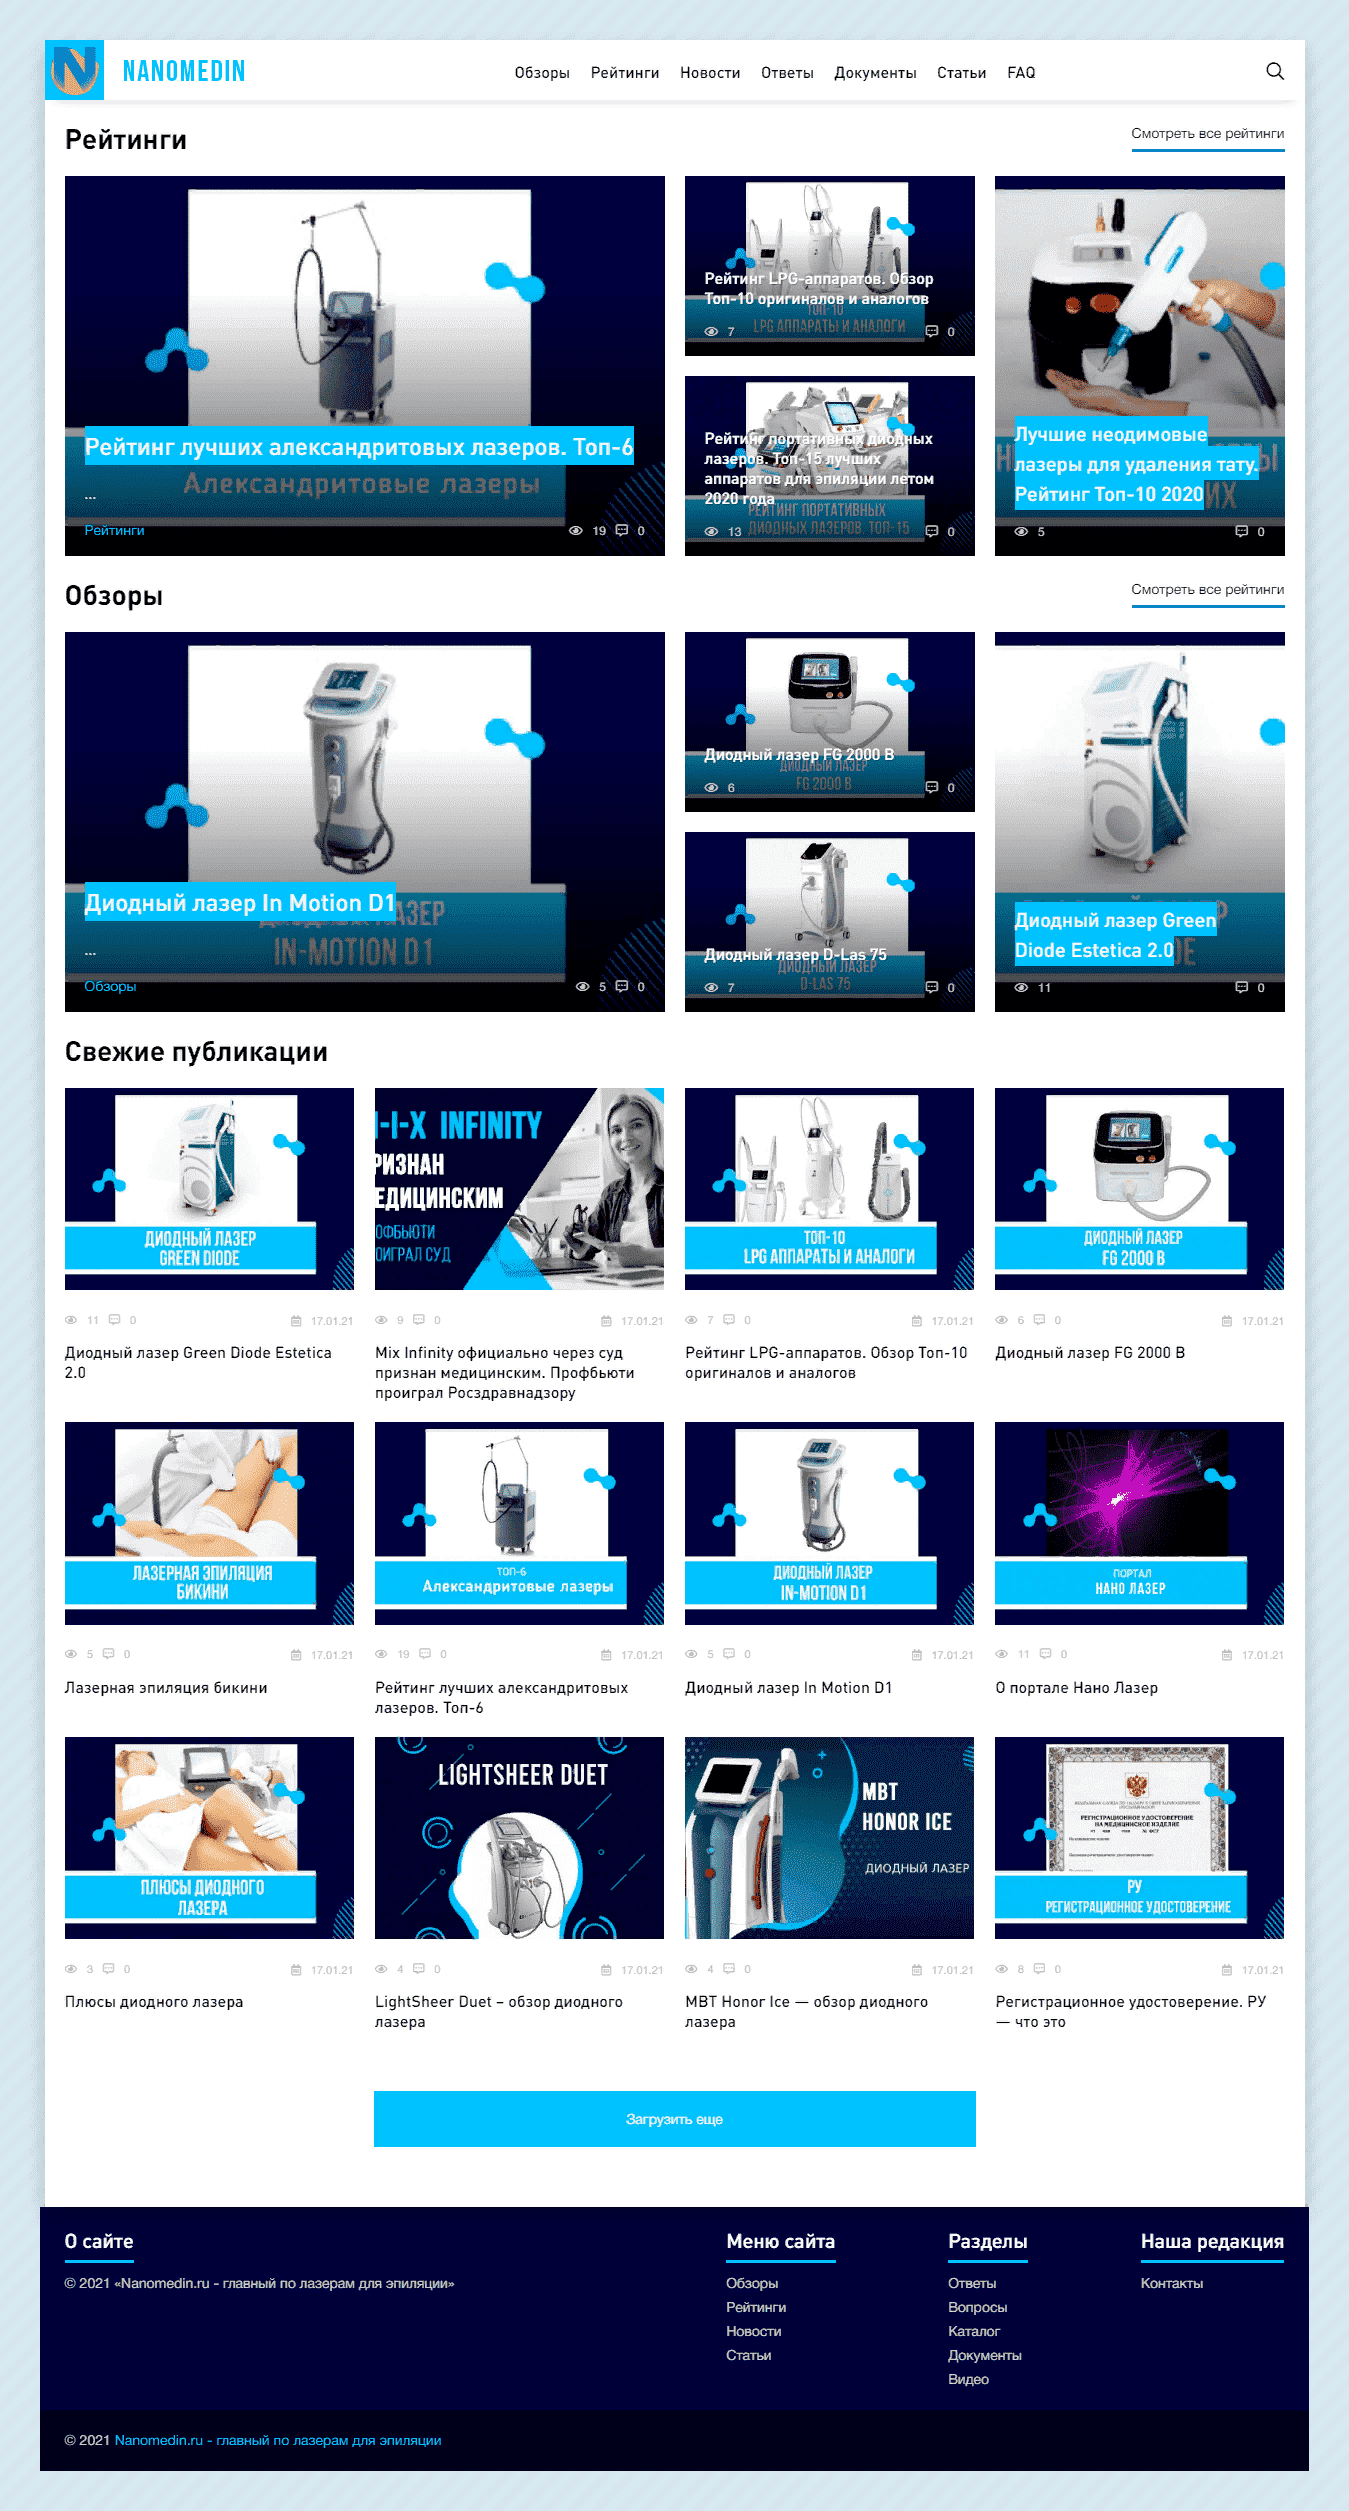 NANOMEDIN
Обзоры Рейтинги Новости Ответы Документы Статьи FAQ
Рейтинги
Смотреть все рейтинги
Александритовые лазеры
Рейтинг лучших александритовых лазеров. Топ-6
...
Рейтинги
19 0
Рейтинг LPG-аппаратов. Обзор
Топ-10 оригиналов и аналогов
ТОП-10
LPG АППАРАТЫ И АНАЛОГИ
7 0
Рейтинг портативных диодных
лазеров. Топ-15 лучших
аппаратов для эпиляции летом
2020 года
РЕЙТИНГ ПОРТАТИВНЫХ
ДИОДНЫХ ЛАЗЕРОВ. ТОП-15
13 0
Лучшие неодимовые
лазеры для удаления тату.
Рейтинг Топ-10 2020
5 0
Обзоры
Смотреть все рейтинги
Диодный лазер In Motion D1
IN-MOTION D1
...
Обзоры
5 0
Диодный лазер FG 2000 B
ДИОДНЫЙ ЛАЗЕР
FG 2000 B
6 0
Диодный лазер D-Las 75
ДИОДНЫЙ ЛАЗЕР
D-LAS 75
7 0
Диодный лазер Green
Diode Estetica 2.0
11 0
Свежие публикации
ДИОДНЫЙ ЛАЗЕР
GREEN DIODE
11 0 17.01.21
Диодный лазер Green Diode Estetica
2.0
I-I-X INFINITY
РИЗНАН
ЕДИЦИНСКИМ
ОФБЬЮТИ
ОИГРАЛ СУД
9 0 17.01.21
Mix Infinity официально через суд
признан медицинским. Профбьюти
проиграл Росздравнадзору
ТОП-10
LPG АППАРАТЫ И АНАЛОГИ
7 0 17.01.21
Рейтинг LPG-аппаратов. Обзор Топ-10
оригиналов и аналогов
ДИОДНЫЙ ЛАЗЕР
FG 2000 B
6 0 17.01.21
Диодный лазер FG 2000 B
ЛАЗЕРНАЯ ЭПИЛЯЦИЯ
БИКИНИ
5 0 17.01.21
Лазерная эпиляция бикини
ТОП-6
Александритовые лазеры
19 0 17.01.21
Рейтинг лучших александритовых
лазеров. Топ-6
ДИОДНЫЙ ЛАЗЕР
IN-MOTION D1
5 0 17.01.21
Диодный лазер In Motion D1
ПОРТАЛ
НАНО ЛАЗЕР
11 0 17.01.21
О портале Нано Лазер
ПЛЮСЫ ДИОДНОГО
ЛАЗЕРА
3 0 17.01.21
Плюсы диодного лазера
LIGHTSHEER DUET
4 0 17.01.21
LightSheer Duet – обзор диодного
лазера
MBT
HONOR ICE
ДИОДНЫЙ ЛАЗЕР
4 0 17.01.21
MBT Honor Ice — обзор диодного
лазера
РЕГИСТРАЦИОННОЕ УДОСТОВЕРЕНИЕ
НА МЕДИЦИНСКОЕ ИЗДЕЛИЕ
РУ
РЕГИСТРАЦИОННОЕ УДОСТОВЕРЕНИЕ
8 0 17.01.21
Регистрационное удостоверение. РУ
— что это
Загрузить еще
О сайте
© 2021 «Nanomedin.ru - главный по лазерам для эпиляции»
Меню сайта
Обзоры
Рейтинги
Новости
Статьи
Разделы
Ответы
Вопросы
Каталог
Документы
Видео
Наша редакция
Контакты
© 2021 Nanomedin.ru - главный по лазерам для эпиляции